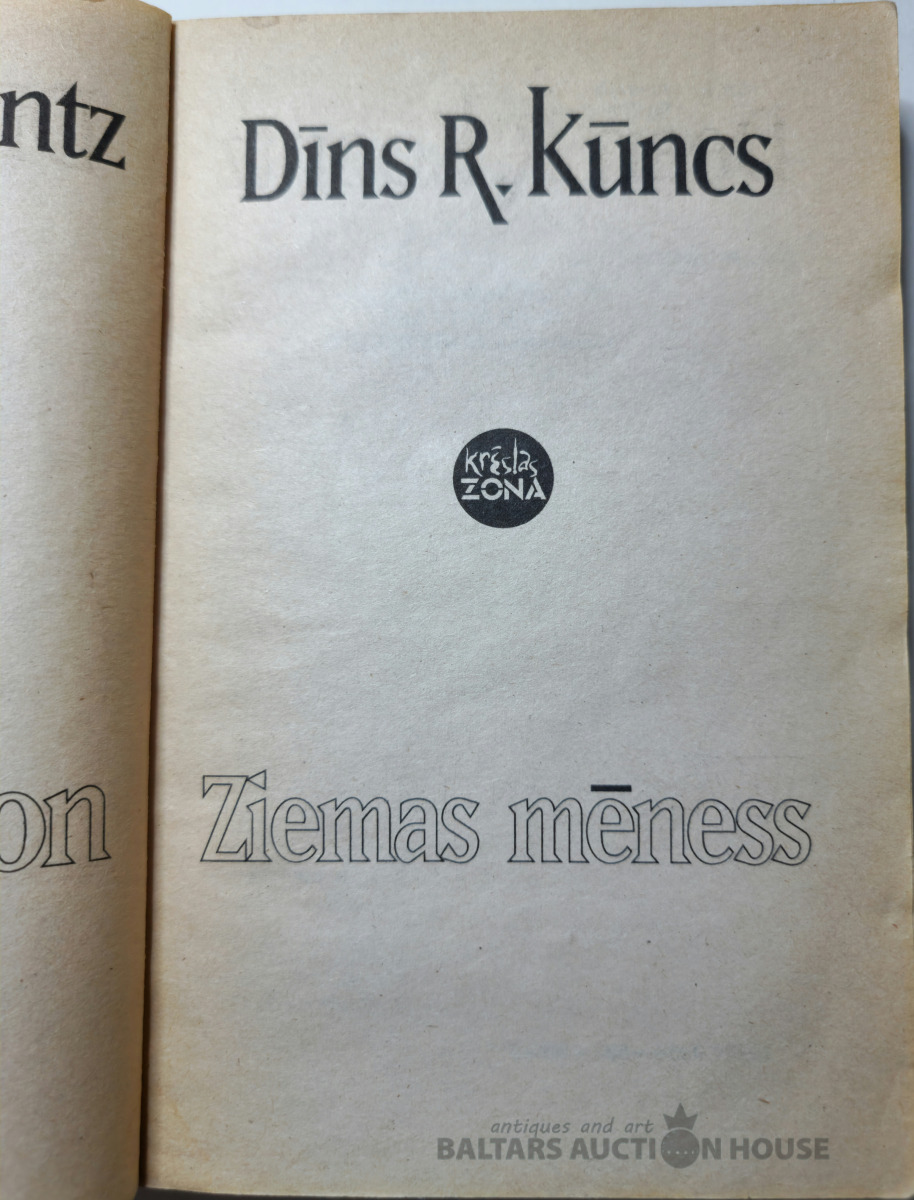 ntz
on
Dīns R. Kūncs
krēslas
ZONA
Ziemas mēness
antiques and art
BALTARS AUCTION HOUSE